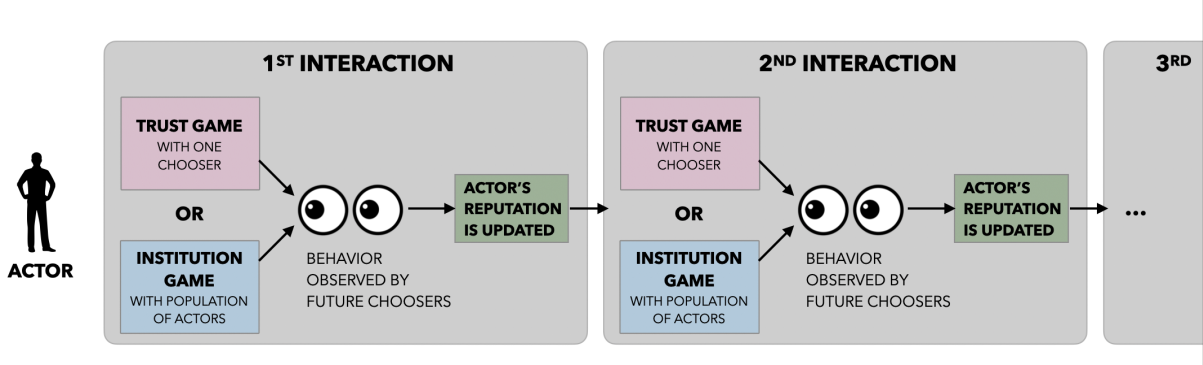 1ST INTERACTION
TRUST GAME
WITH ONE
CHOOSER
OR
INSTITUTION
GAME
WITH POPULATION
OF ACTORS
BEHAVIOR
OBSERVED BY
FUTURE CHOOSERS
ACTOR'S
REPUTATION
IS UPDATED
2ND INTERACTION
TRUST GAME
WITH ONE
CHOOSER
OR
INSTITUTION
GAME
WITH POPULATION
OF ACTORS
BEHAVIOR
OBSERVED BY
FUTURE CHOOSERS
ACTOR'S
REPUTATION
IS UPDATED
3RD
...
ACTOR